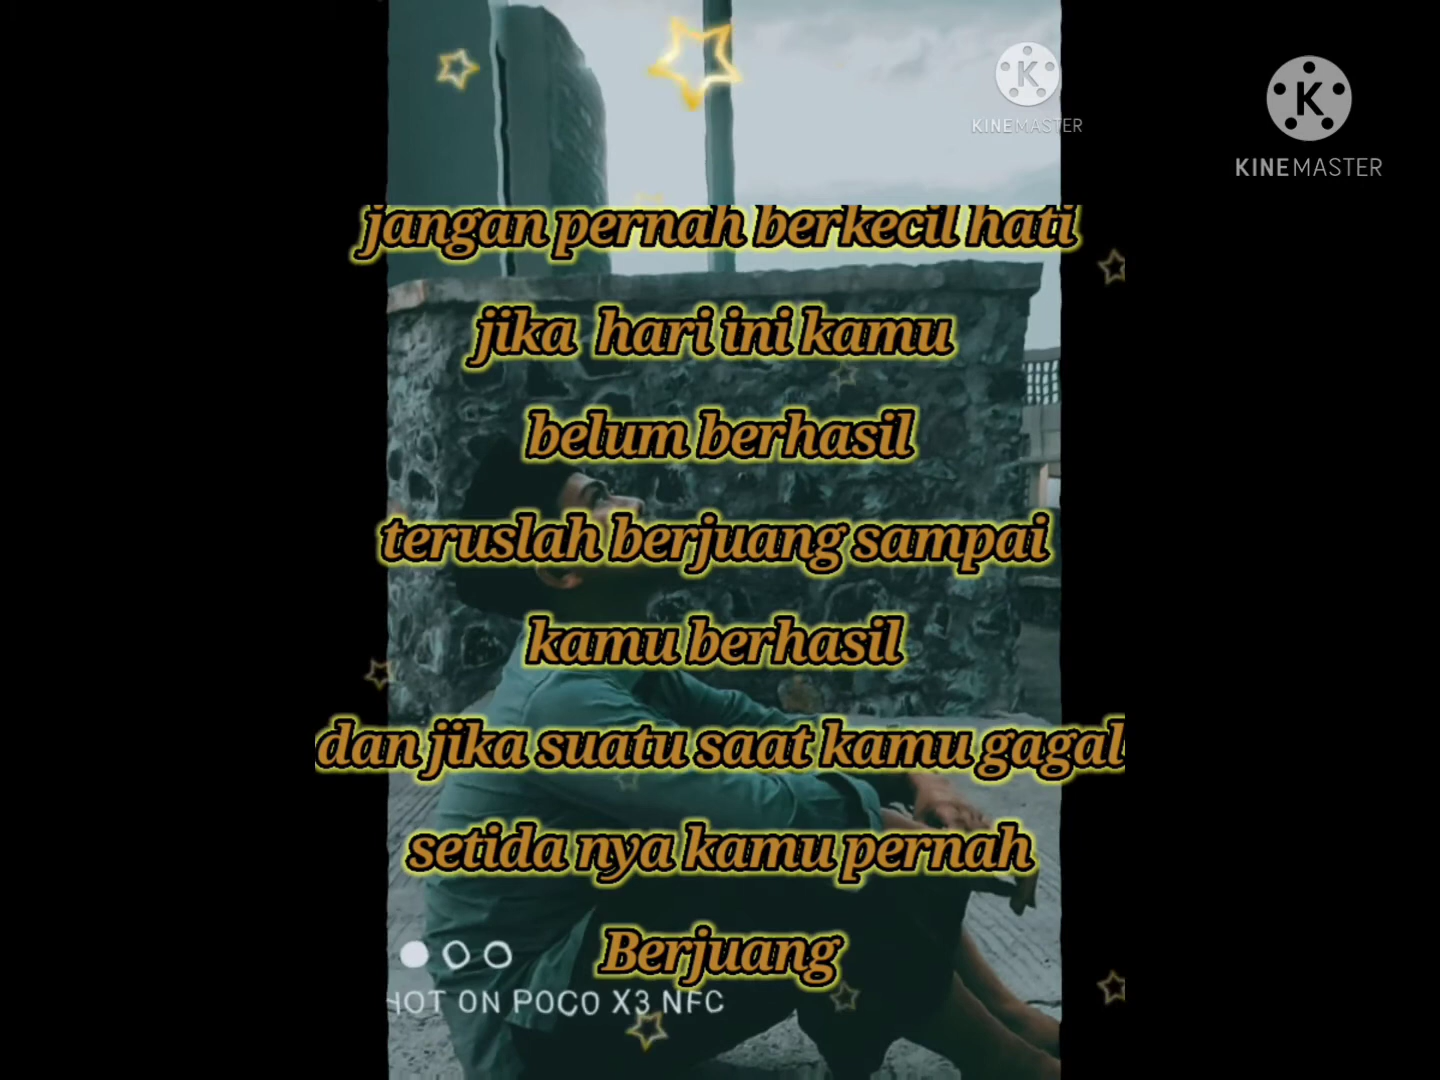 K
KINEMASTER
K
KINEMASTER
jangan pernah berkecil hati
jika hari ini kamu
belum berhasil
teruslah berjuang sampai
kamu berhasil
dan jika suatu saat kamu gagal
setida nya kamu pernah
Berjuang
HOT ON POCO X3 NFC